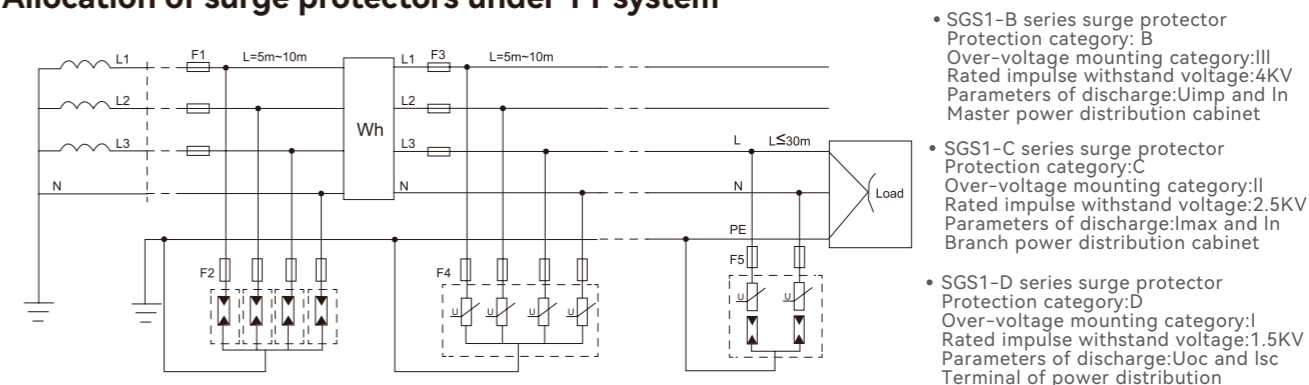 Allocation of surge protectors under TT system
L1 F1 L=5m~10m L1 F3 L=5m~10m
L2 L2
Wh
L3 L3 L L≤30m
N N N Load
PE
F2 F4 F5
U U U U U U
• SGS1-B series surge protector
Protection category: B
Over-voltage mounting category:III
Rated impulse withstand voltage:4KV
Parameters of discharge:Uimp and In
Master power distribution cabinet
• SGS1-C series surge protector
Protection category:C
Over-voltage mounting category:II
Rated impulse withstand voltage:2.5KV
Parameters of discharge:Imax and In
Branch power distribution cabinet
• SGS1-D series surge protector
Protection category:D
Over-voltage mounting category:I
Rated impulse withstand voltage:1.5KV
Parameters of discharge:Uoc and Isc
Terminal of power distribution